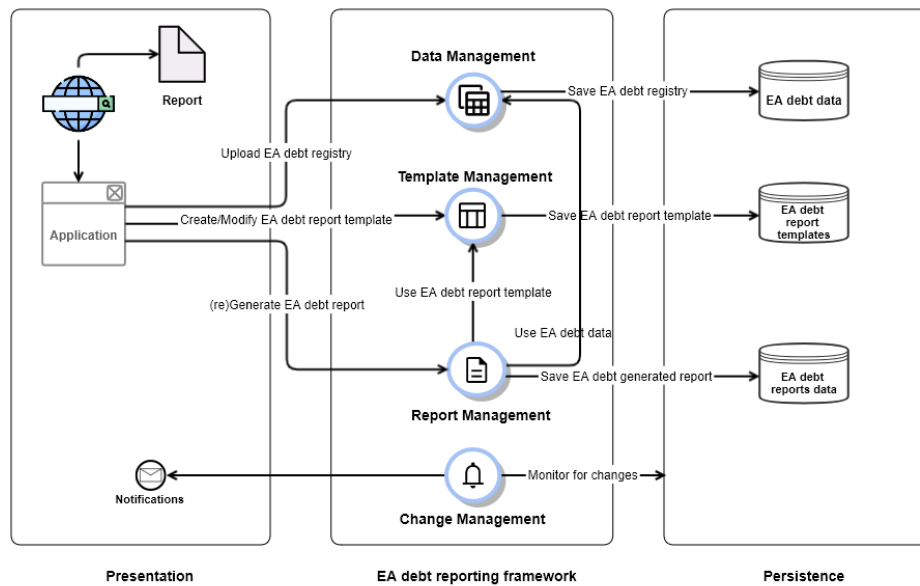 Data Management
Report
Save EA debt registry
EA debt data
Upload EA debt registry
Template Management
Application
Create/Modify EA debt report template
Save EA debt report template
EA debt
report
templates
Use EA debt report template
(re)Generate EA debt report
Use EA debt data
Save EA debt generated report
EA debt
reports data
Report Management
Monitor for changes
Notifications
Change Management
Presentation
EA debt reporting framework
Persistence